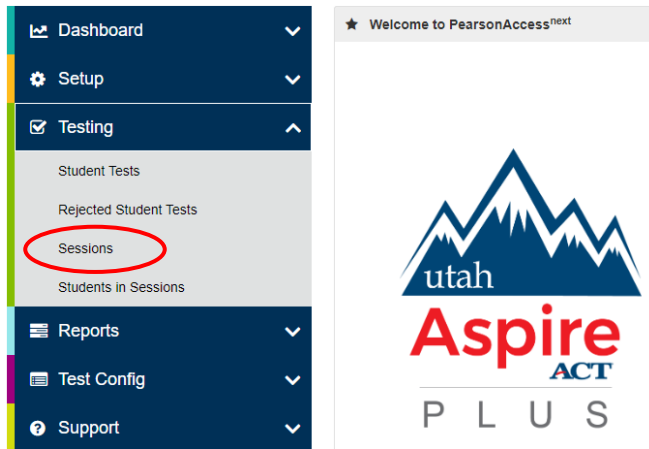 Dashboard
Setup
Testing
Student Tests
Rejected Student Tests
Sessions
Students in Sessions
Reports
Test Config
Support
Welcome to PearsonAccessnext
utah
Aspire
ACT
PLUS